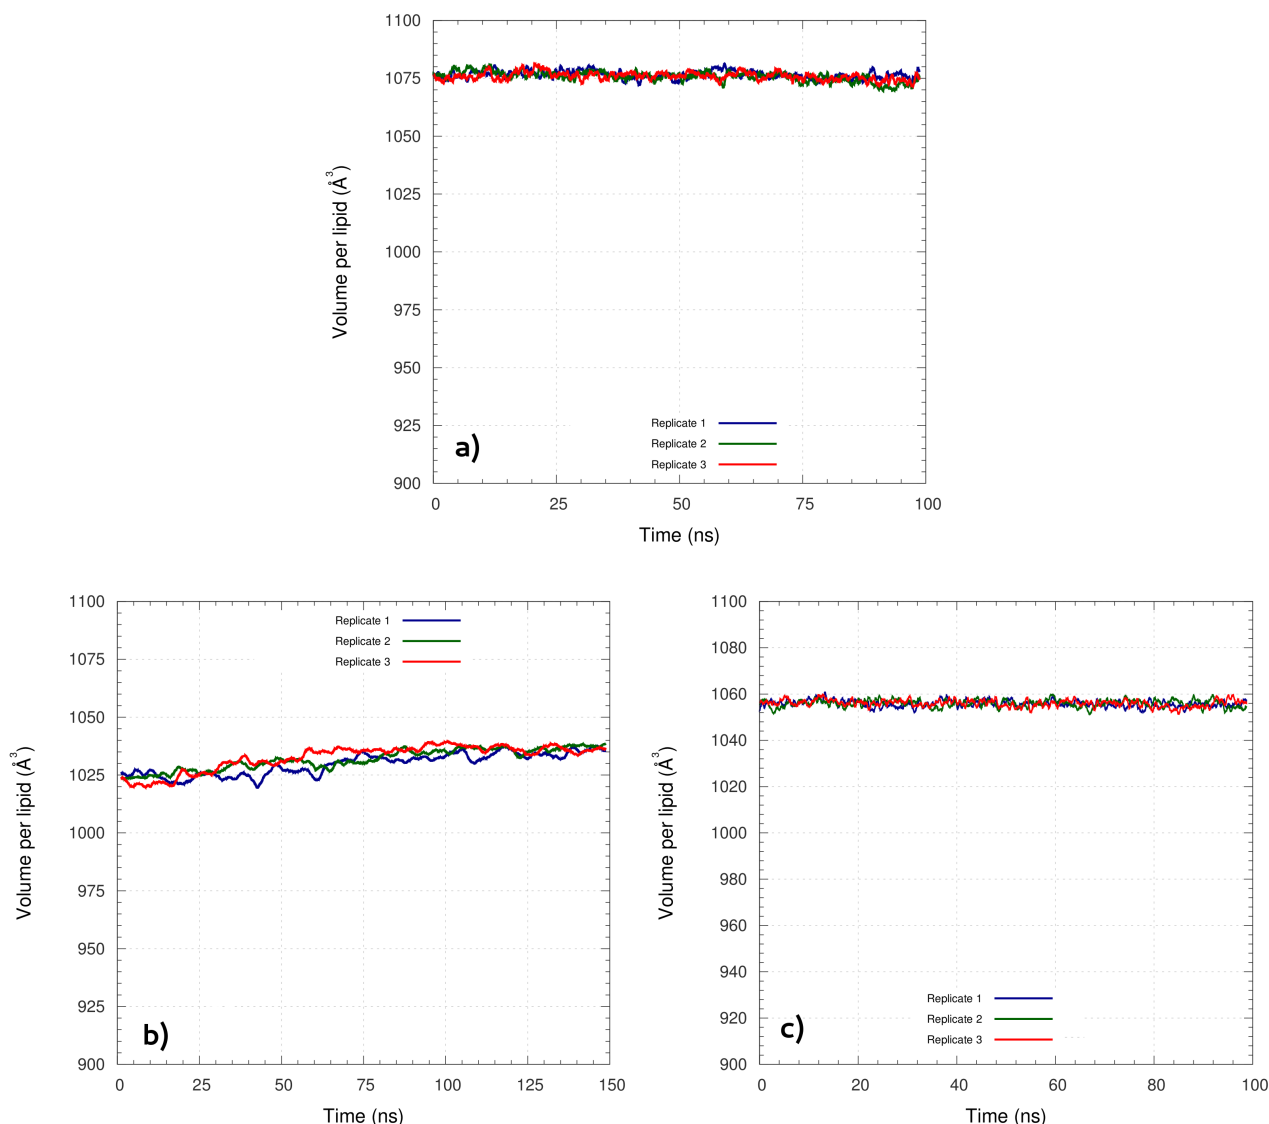 1100
1075
1050
1025
1000
975
950
925
900
Volume per lipid (Å³)
a)
Replicate 1
Replicate 2
Replicate 3
0 25 50 75 100
Time (ns)
1100
1075
1050
1025
1000
975
950
925
900
Volume per lipid (Å³)
Replicate 1
Replicate 2
Replicate 3
b)
0 25 50 75 100 125 150
Time (ns)
1100
1080
1060
1040
1020
1000
980
960
940
920
900
Volume per lipid (Å³)
Replicate 1
Replicate 2
Replicate 3
c)
0 20 40 60 80 100
Time (ns)